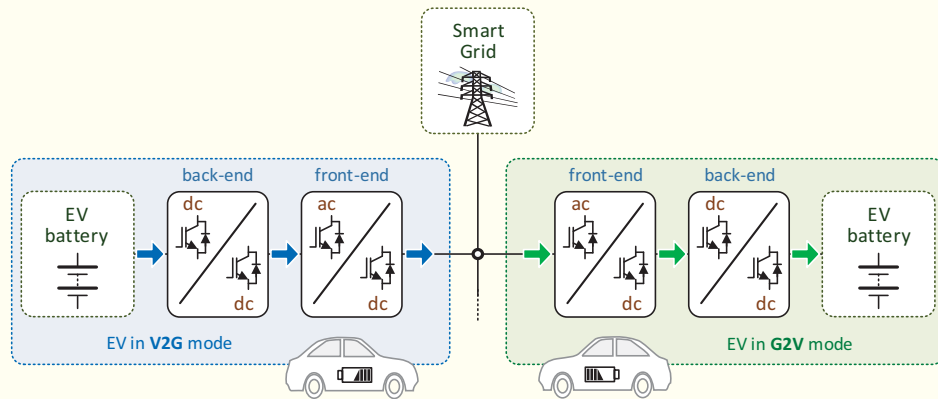 Smart
Grid
back-end
front-end
EV
battery
dc
dc
ac
dc
EV in V2G mode
front-end
back-end
ac
dc
dc
dc
EV
battery
EV in G2V mode